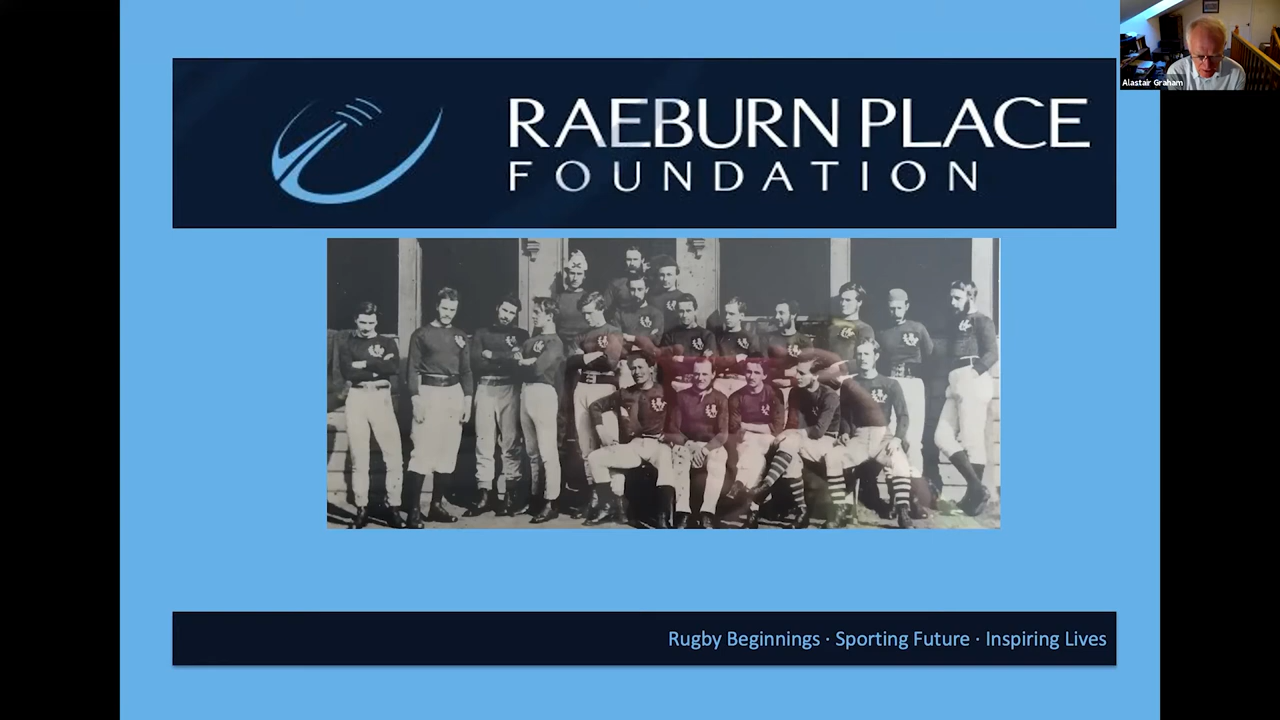 RAEBURN PLACE
FOUNDATION
Alastair Graham
Rugby Beginnings · Sporting Future · Inspiring Lives